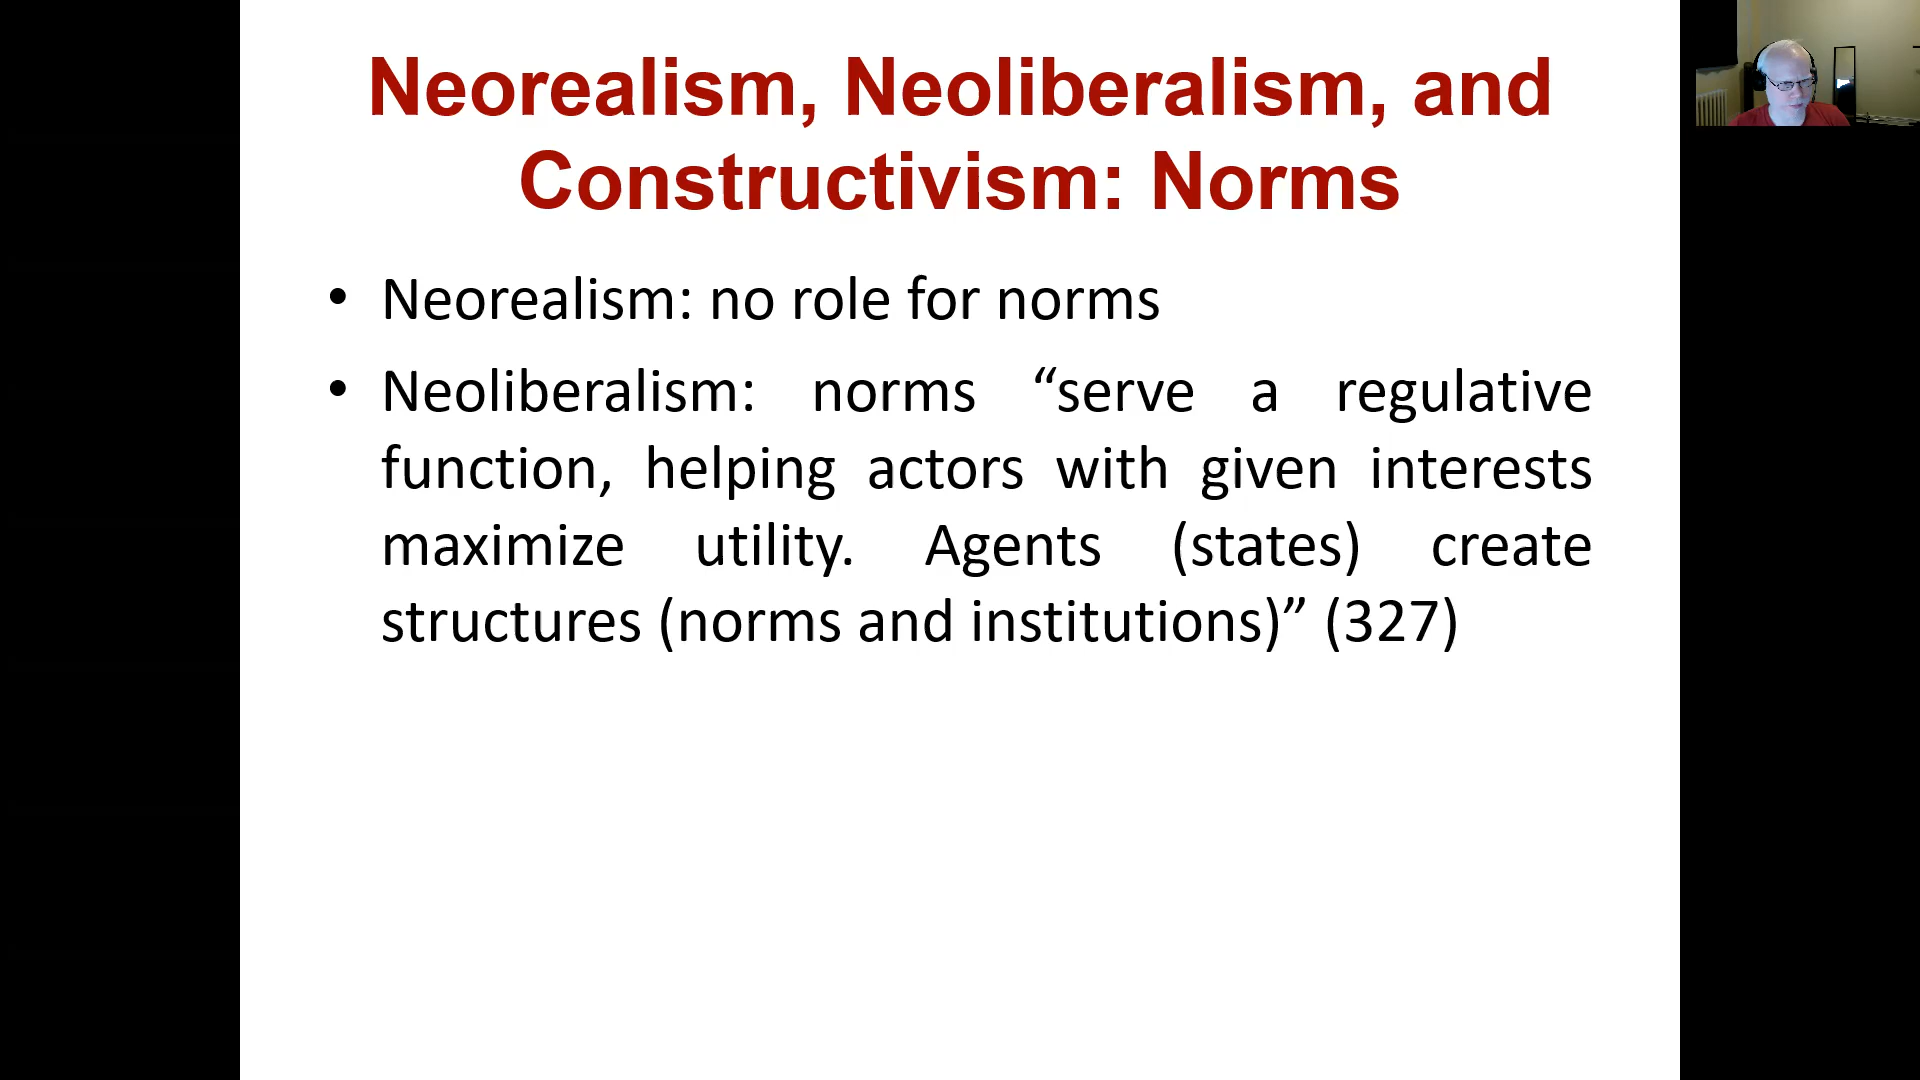 Neorealism, Neoliberalism, and
Constructivism: Norms
• Neorealism: no role for norms
• Neoliberalism: norms “serve a regulative
function, helping actors with given interests
maximize utility. Agents (states) create
structures (norms and institutions)” (327)